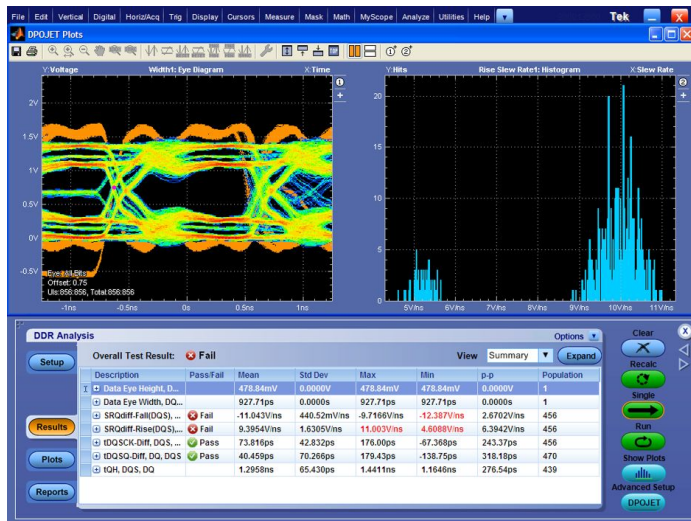 File Edit Vertical Digital Horiz/Acq Trig Display Cursors Measure Mask Math MyScope Analyze Utilities Help Tek
DPOJET Plots
Y:Voltage Width1: Eye Diagram X:Time
Y:Hits Rise Slew Rate1: Histogram X:Slew Rate
2V
1.5V
1V
0.5V
0V
-0.5V
Eye: All Bits
Offset: 0.75
UIs:856:856, Total:856:856
-1ns -0.5ns 0s 0.5ns 1ns
1
20
15
10
5
0
5V/ns 6V/ns 7V/ns 8V/ns 9V/ns 10V/ns 11V/ns
2
DDR Analysis Options
Setup
Results
Plots
Reports
Overall Test Result: Fail View Summary Expand
Description Pass/Fail Mean Std Dev Max Min p-p Population
Data Eye Height, D... 478.84mV 0.0000V 478.84mV 478.84mV 0.0000V 1
Data Eye Width, DQ... 927.71ps 0.0000s 927.71ps 927.71ps 0.0000s 1
SRQdiff-Fall(DQS), ... Fail -11.043V/ns 440.52mV/ns -9.7166V/ns -12.387V/ns 2.6702V/ns 456
SRQdiff-Rise(DQS),... Fail 9.3954V/ns 1.6305V/ns 11.003V/ns 4.6088V/ns 6.3942V/ns 456
tDQSCK-Diff, DQS, ... Pass 73.816ps 42.832ps 176.00ps -67.368ps 243.37ps 456
tDQSQ-Diff, DQ, DQS Pass 40.459ps 70.266ps 179.43ps -138.75ps 318.18ps 470
tQH, DQS, DQ 1.2958ns 65.430ps 1.4411ns 1.1646ns 276.54ps 439
Clear
Recalc
Single
Run
Show Plots
Advanced Setup
DPOJET